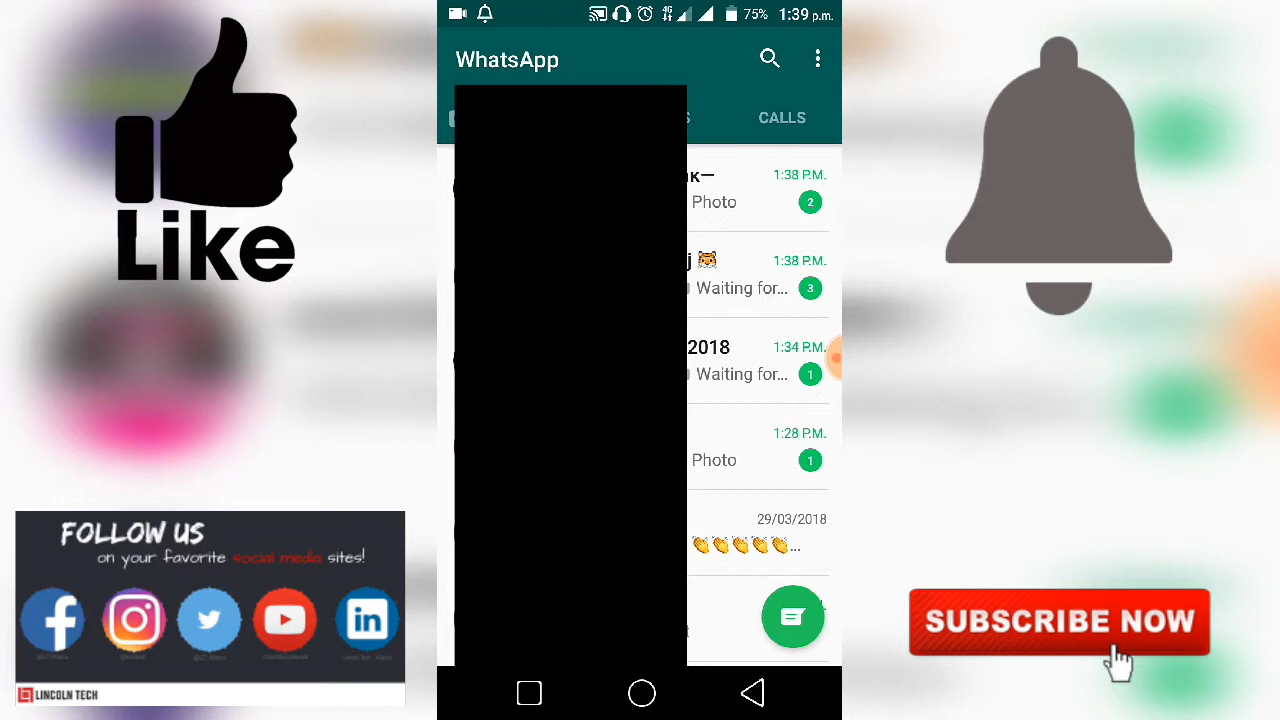 4G
75%
1:39 p.m.
WhatsApp
CALLS
1:38 P.M.
Photo
2
1:38 P.M.
Waiting for...
3
2018
1:34 P.M.
Waiting for...
1
1:28 P.M.
Photo
1
29/03/2018
...
Like
FOLLOW US
on your favorite social media sites!
LINCOLN TECH
SUBSCRIBE NOW